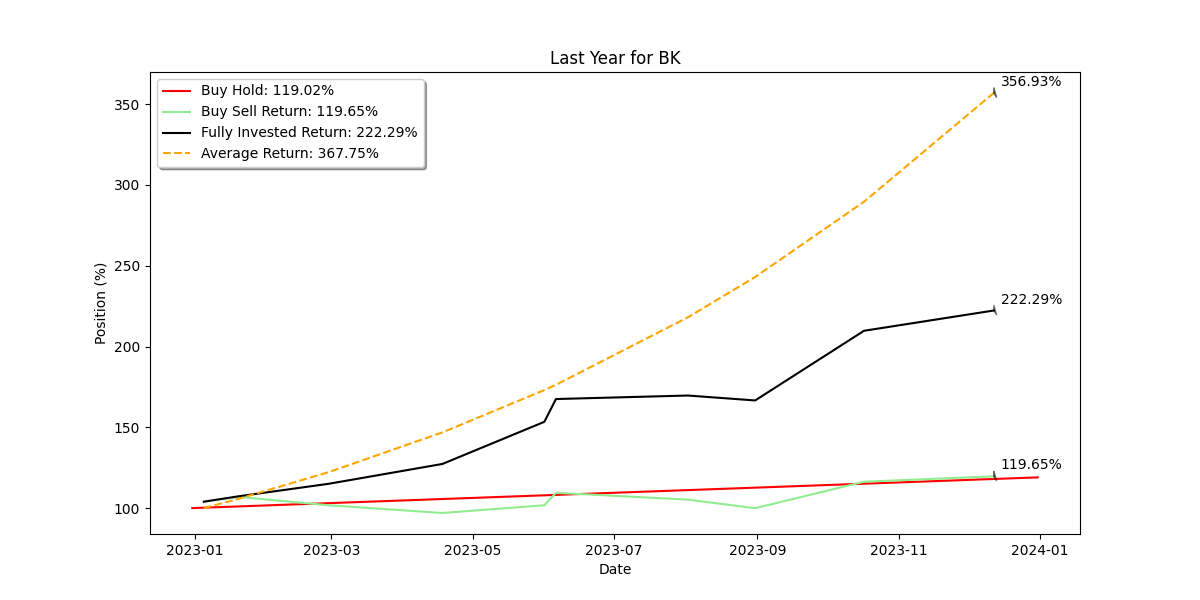 Last Year for BK
Buy Hold: 119.02%
Buy Sell Return: 119.65%
Fully Invested Return: 222.29%
Average Return: 367.75%
356.93%
222.29%
119.65%
Position (%)
350
300
250
200
150
100
2023-01
2023-03
2023-05
2023-07
2023-09
2023-11
2024-01
Date